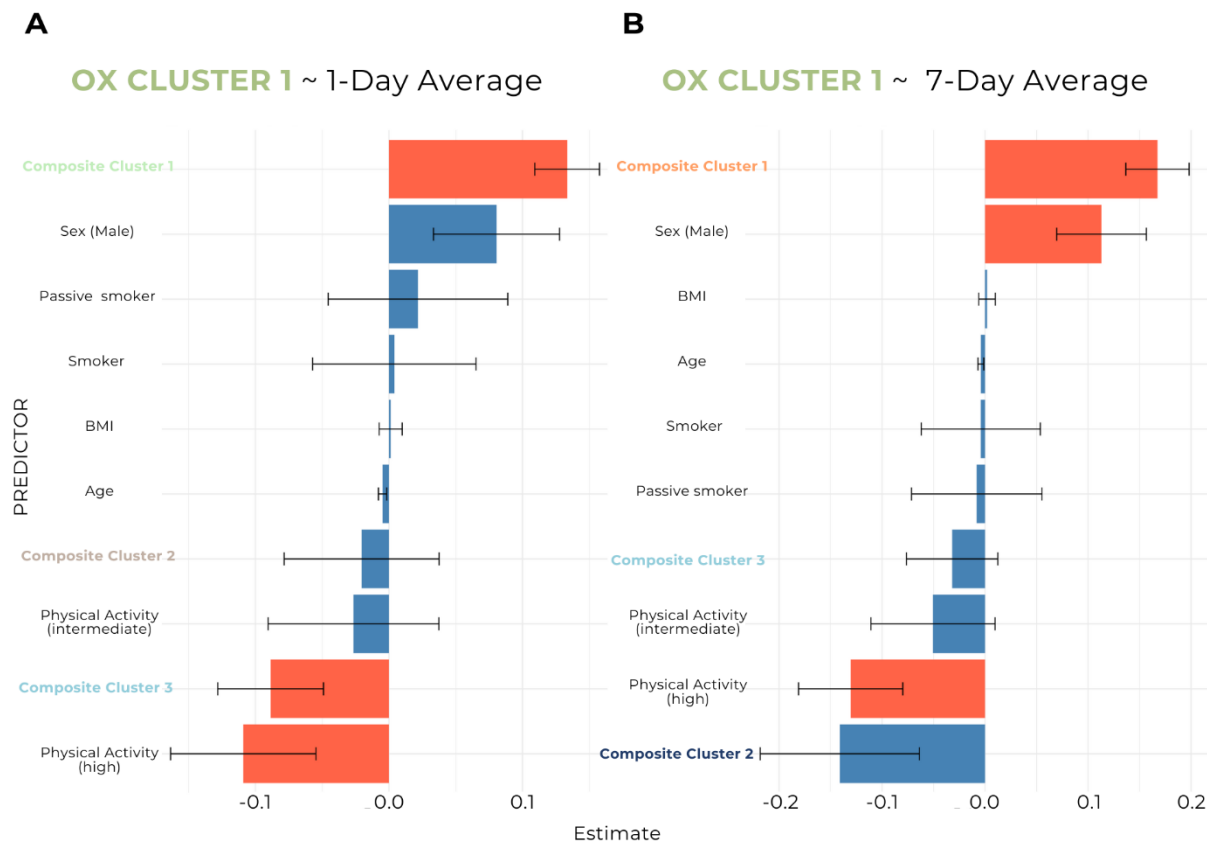 A
OX CLUSTER 1 ~ 1-Day Average
PREDICTOR
Composite Cluster 1
Sex (Male)
Passive smoker
Smoker
BMI
Age
Composite Cluster 2
Physical Activity
(intermediate)
Composite Cluster 3
Physical Activity
(high)
-0.1
0.0
0.1
B
OX CLUSTER 1 ~ 7-Day Average
Composite Cluster 1
Sex (Male)
BMI
Age
Smoker
Passive smoker
Composite Cluster 3
Physical Activity
(intermediate)
Physical Activity
(high)
Composite Cluster 2
-0.2
-0.1
0.0
0.1
0.2
Estimate